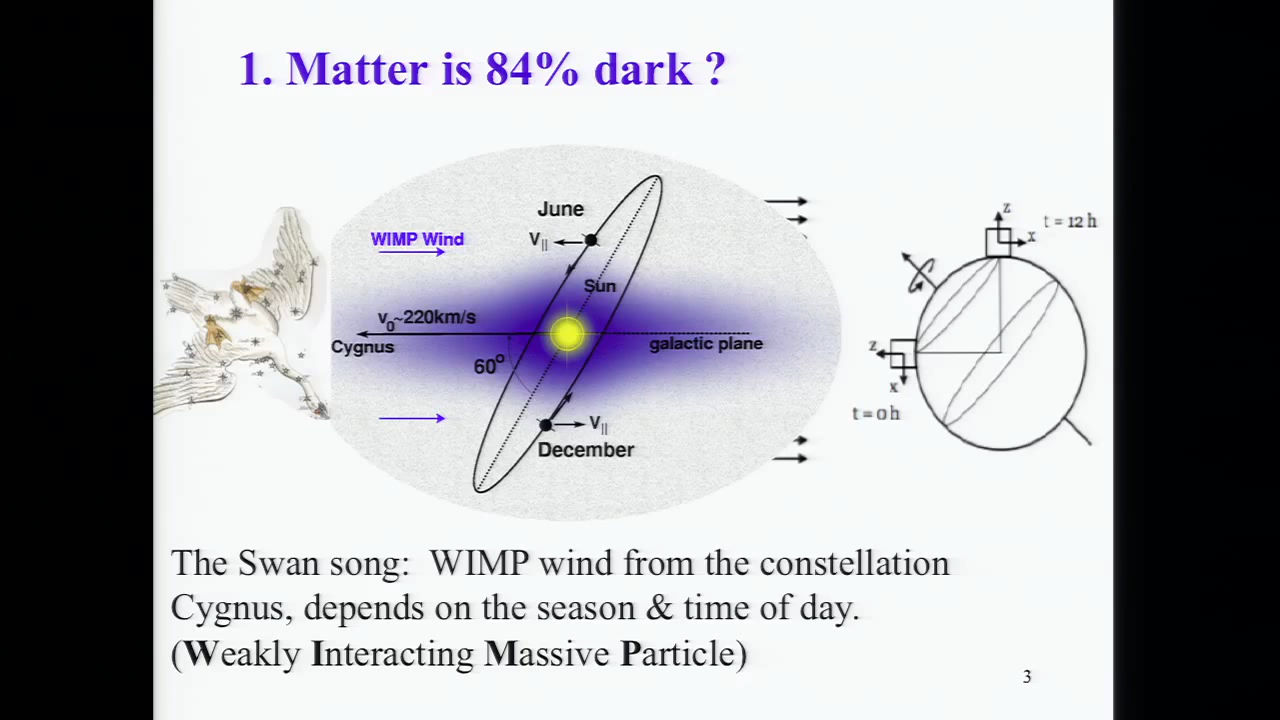 1. Matter is 84% dark ?
June
WIMP Wind
V||
Sun
v0~220km/s
Cygnus
galactic plane
60°
V||
December
z
t = 12 h
x
z
x
t = 0 h
The Swan song: WIMP wind from the constellation
Cygnus, depends on the season & time of day.
(Weakly Interacting Massive Particle)
3